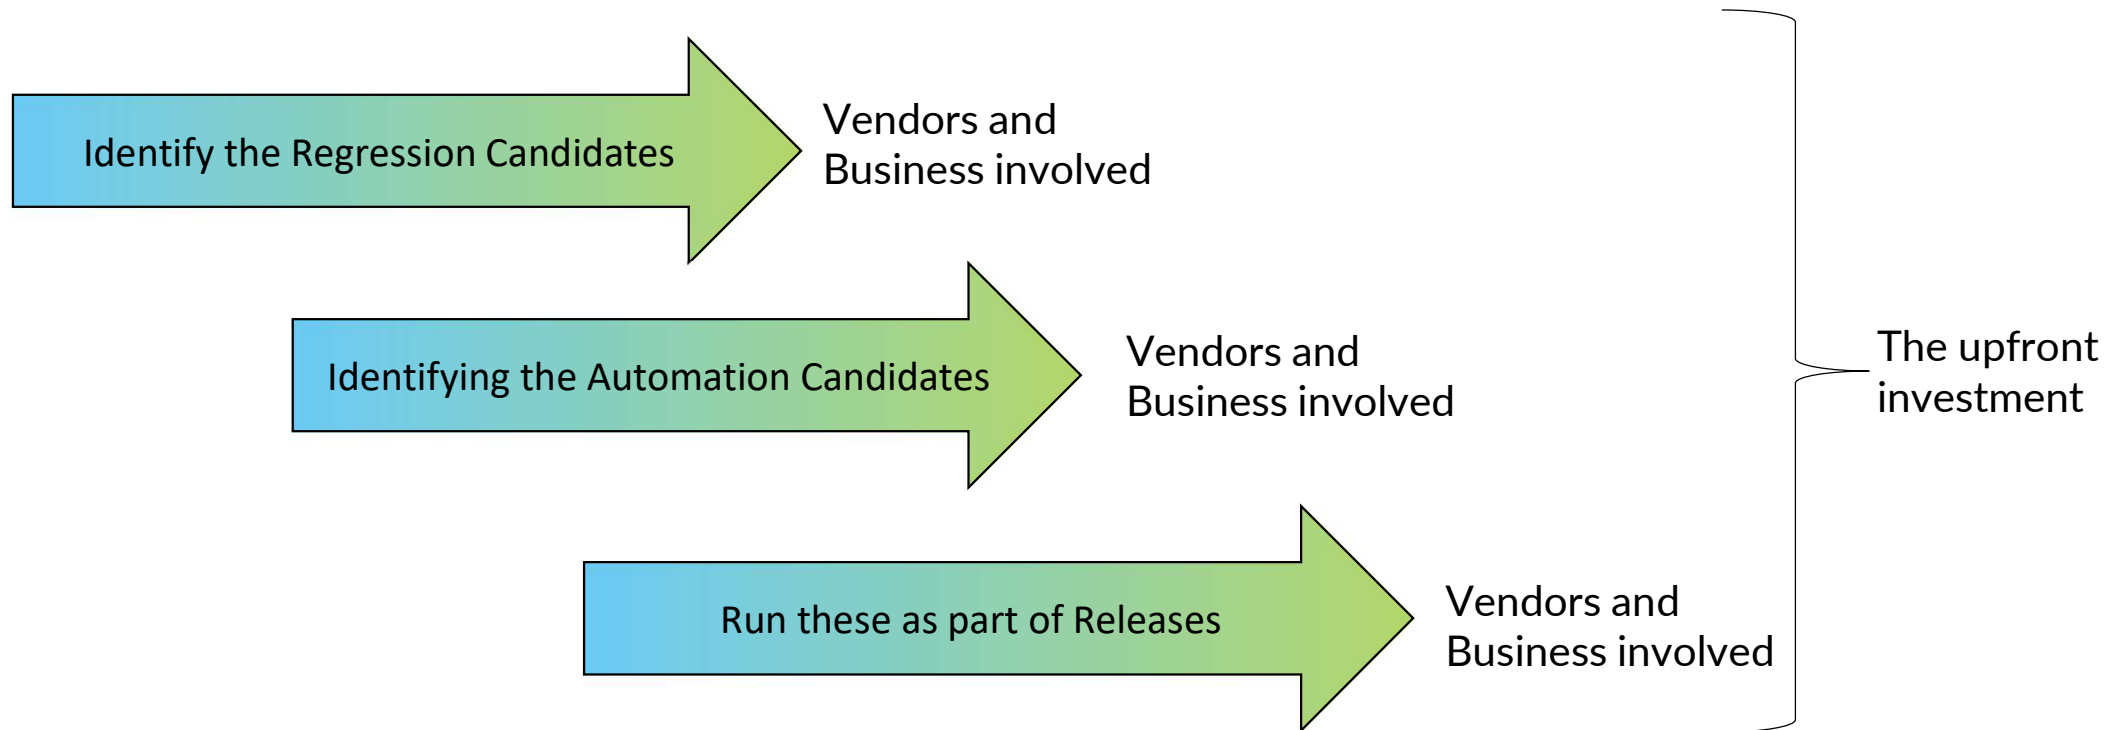 Identify the Regression Candidates
Vendors and
Business involved
Identifying the Automation Candidates
Vendors and
Business involved
The upfront
investment
Run these as part of Releases
Vendors and
Business involved